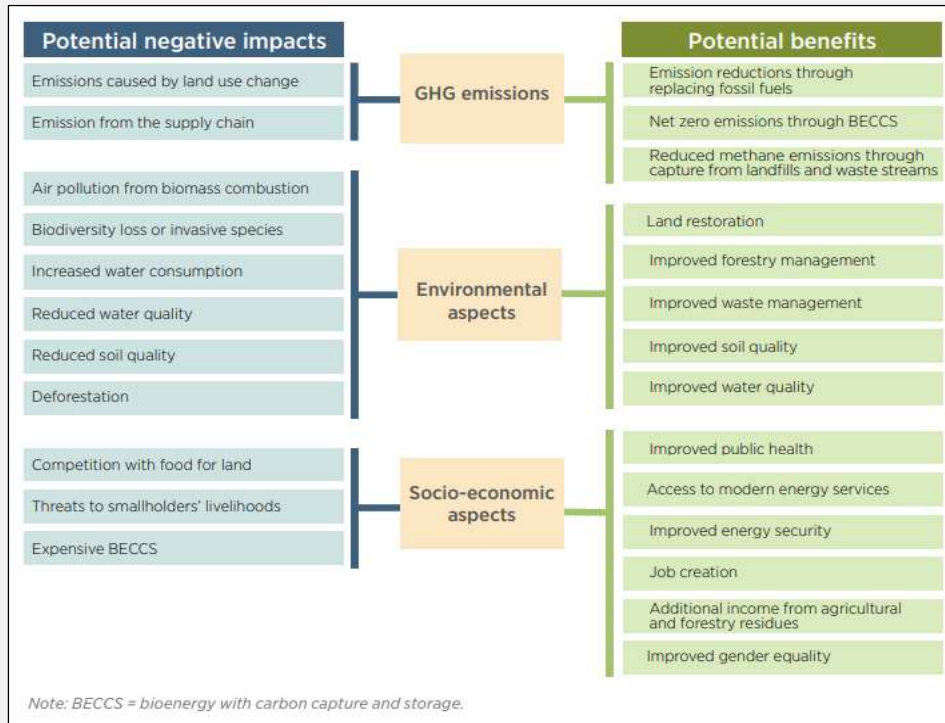 Potential negative impacts
Emissions caused by land use change
Emission from the supply chain
Air pollution from biomass combustion
Biodiversity loss or invasive species
Increased water consumption
Reduced water quality
Reduced soil quality
Deforestation
Competition with food for land
Threats to smallholders' livelihoods
Expensive BECCS
GHG emissions
Environmental
aspects
Socio-economic
aspects
Potential benefits
Emission reductions through
replacing fossil fuels
Net zero emissions through BECCS
Reduced methane emissions through
capture from landfills and waste streams
Land restoration
Improved forestry management
Improved waste management
Improved soil quality
Improved water quality
Improved public health
Access to modern energy services
Improved energy security
Job creation
Additional income from agricultural
and forestry residues
Improved gender equality
Note: BECCS = bioenergy with carbon capture and storage.